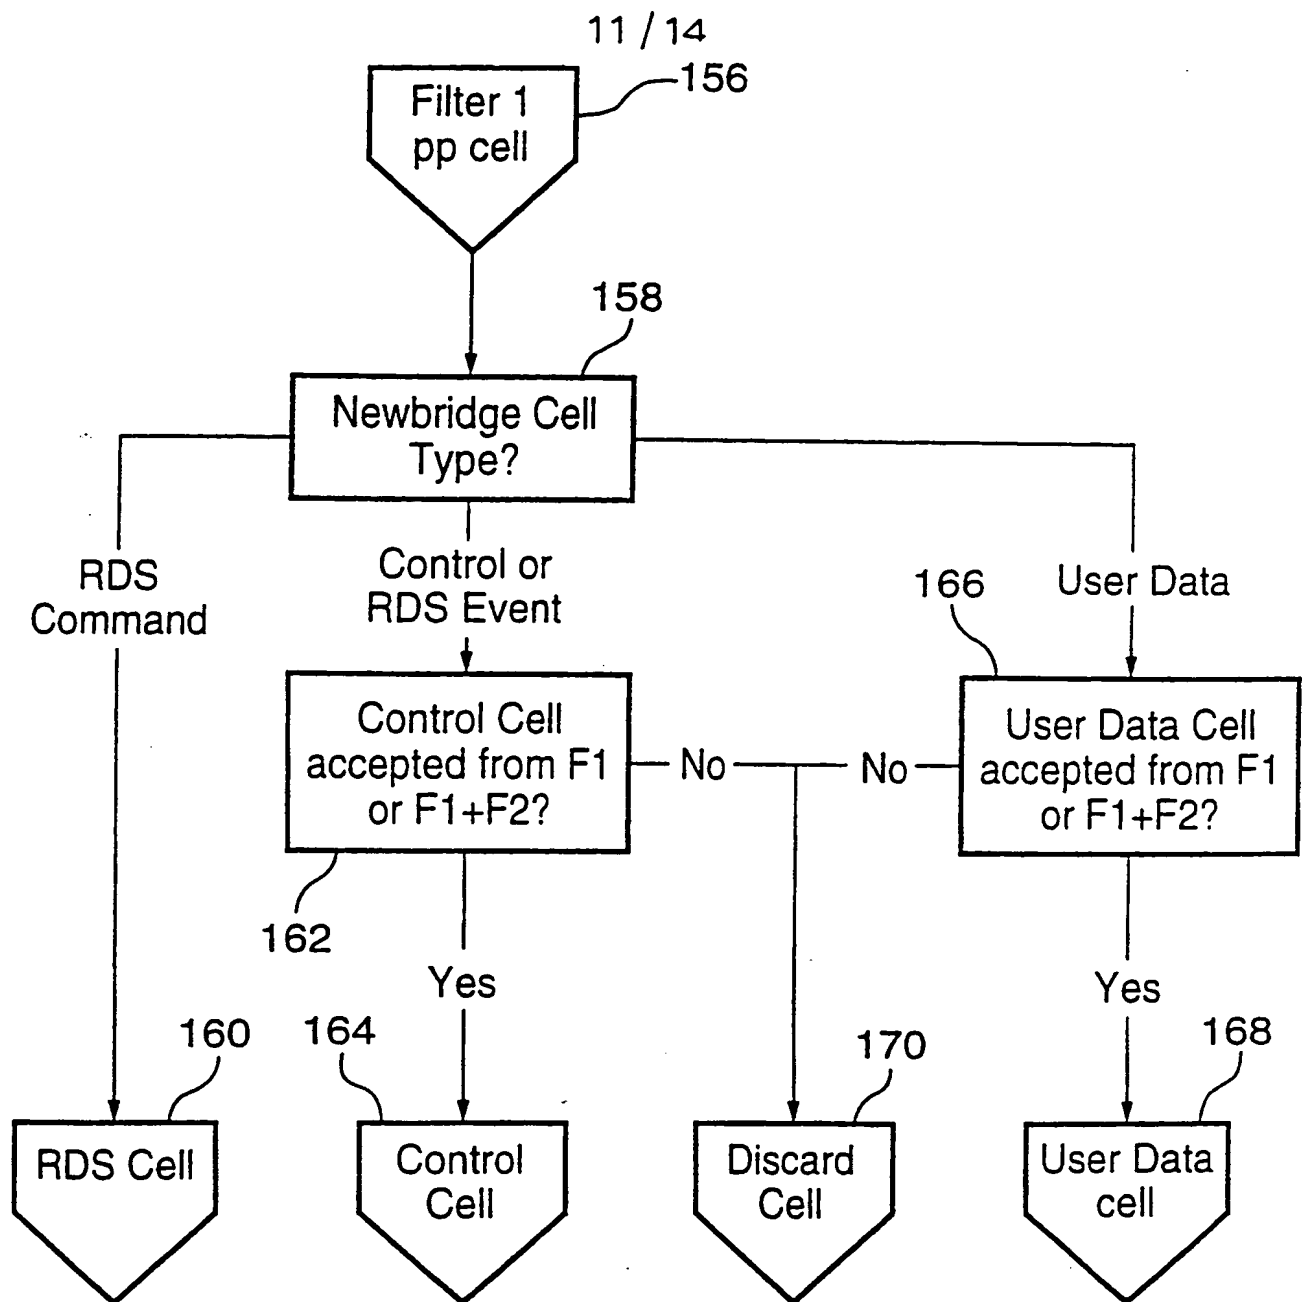 11 / 14
156
Filter 1
pp cell
158
Newbridge Cell
Type?
RDS
Command
Control or
RDS Event
User Data
166
Control Cell
accepted from F1
or F1+F2?
No
No
User Data Cell
accepted from F1
or F1+F2?
162
Yes
Yes
160
164
170
168
RDS Cell
Control
Cell
Discard
Cell
User Data
cell